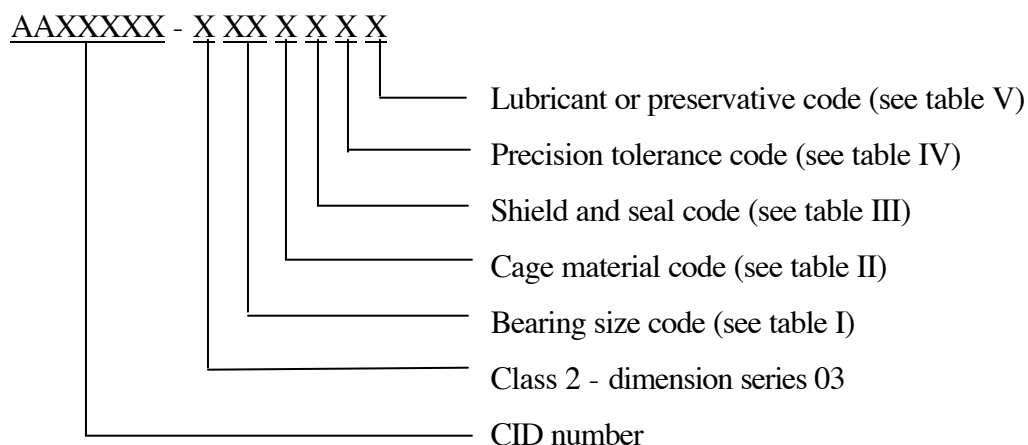 AAXXXXX - X XX X X X X
Lubricant or preservative code (see table V)
Precision tolerance code (see table IV)
Shield and seal code (see table III)
Cage material code (see table II)
Bearing size code (see table I)
Class 2 - dimension series 03
CID number